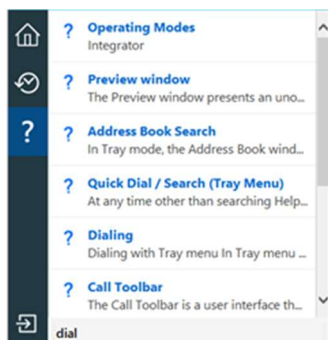 Operating Modes
Integrator
Preview window
The Preview window presents an uno...
Address Book Search
In Tray mode, the Address Book wind...
Quick Dial / Search (Tray Menu)
At any time other than searching Help...
Dialing
Dialing with Tray menu In Tray menu ...
Call Toolbar
The Call Toolbar is a user interface th...
dial